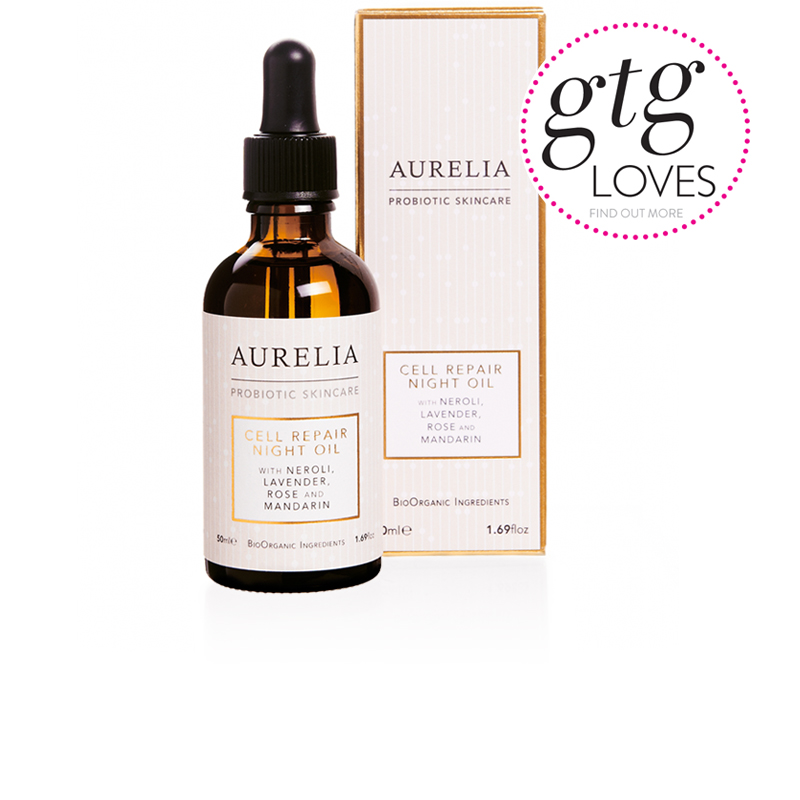 AURELIA
PROBIOTIC SKINCARE
CELL REPAIR
NIGHT OIL
WITH NEROLI,
LAVENDER,
ROSE AND
MANDARIN
50ml℮ BIOORGANIC INGREDIENTS 1.69floz
AURELIA
PROBIOTIC SKINCARE
CELL REPAIR
NIGHT OIL
WITH NEROLI,
LAVENDER,
ROSE AND
MANDARIN
BIOORGANIC INGREDIENTS
0ml℮ 1.69floz
gtg
LOVES
FIND OUT MORE